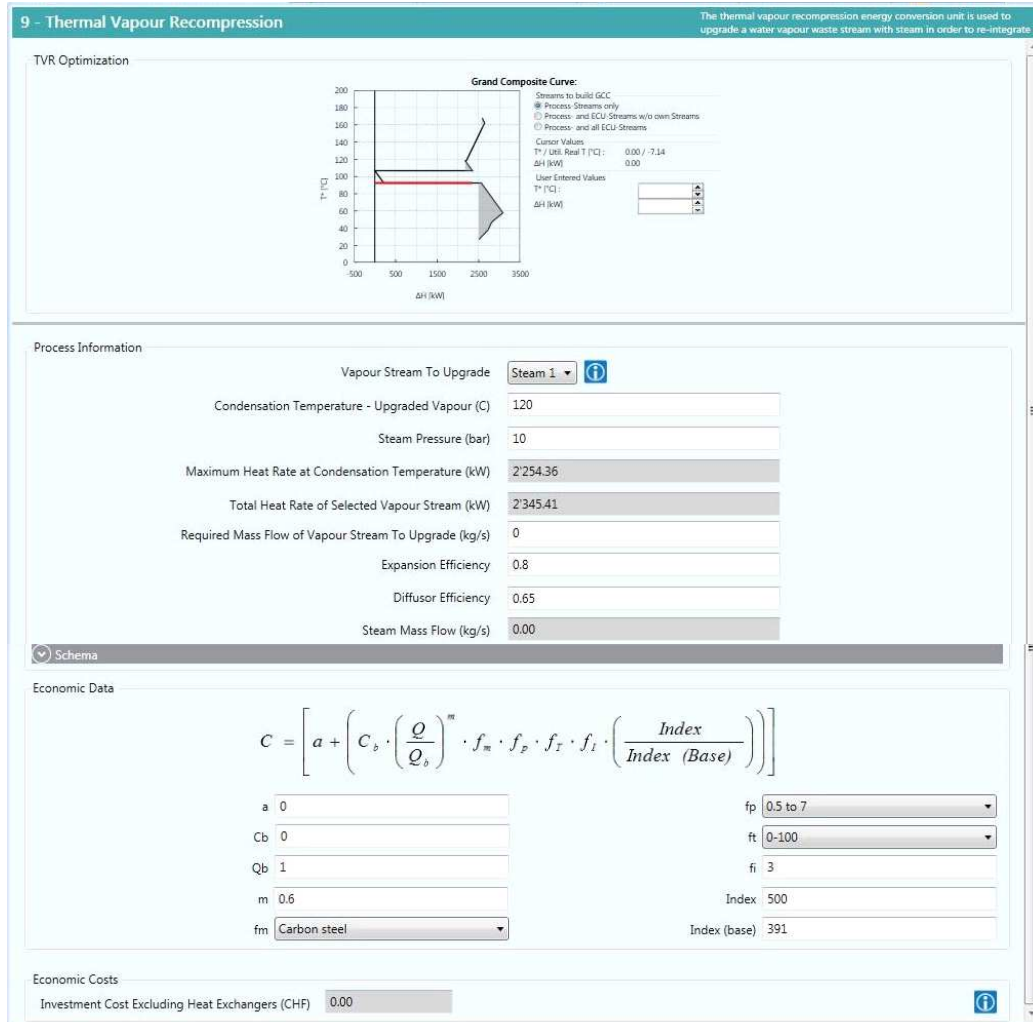 9 - Thermal Vapour Recompression
The thermal vapour recompression energy conversion unit is used to
upgrade a water vapour waste stream with steam in order to re-integrate
TVR Optimization
Grand Composite Curve:
200
180
160
140
120
100
80
60
40
20
0
T* [°C]
-500 500 1500 2500 3500
ΔH [kW]
Streams to build GCC
Process-Streams only
Process- and ECU-Streams w/o own Streams
Process- and all ECU-Streams
Cursor Values
T* / Util. Real T [°C] : 0.00 / -7.14
ΔH [kW] 0.00
User Entered Values
T* [°C] :
ΔH [kW]
Process Information
Vapour Stream To Upgrade Steam 1
Condensation Temperature - Upgraded Vapour (C) 120
Steam Pressure (bar) 10
Maximum Heat Rate at Condensation Temperature (kW) 2'254.36
Total Heat Rate of Selected Vapour Stream (kW) 2'345.41
Required Mass Flow of Vapour Stream To Upgrade (kg/s) 0
Expansion Efficiency 0.8
Diffusor Efficiency 0.65
Steam Mass Flow (kg/s) 0.00
Schema
Economic Data
C = [ a + ( C_b · ( Q / Q_b )^m · f_m · f_p · f_T · f_I · ( Index / Index (Base) ) ) ]
a 0 fp 0.5 to 7
Cb 0 ft 0-100
Qb 1 fi 3
m 0.6 Index 500
fm Carbon steel Index (base) 391
Economic Costs
Investment Cost Excluding Heat Exchangers (CHF) 0.00